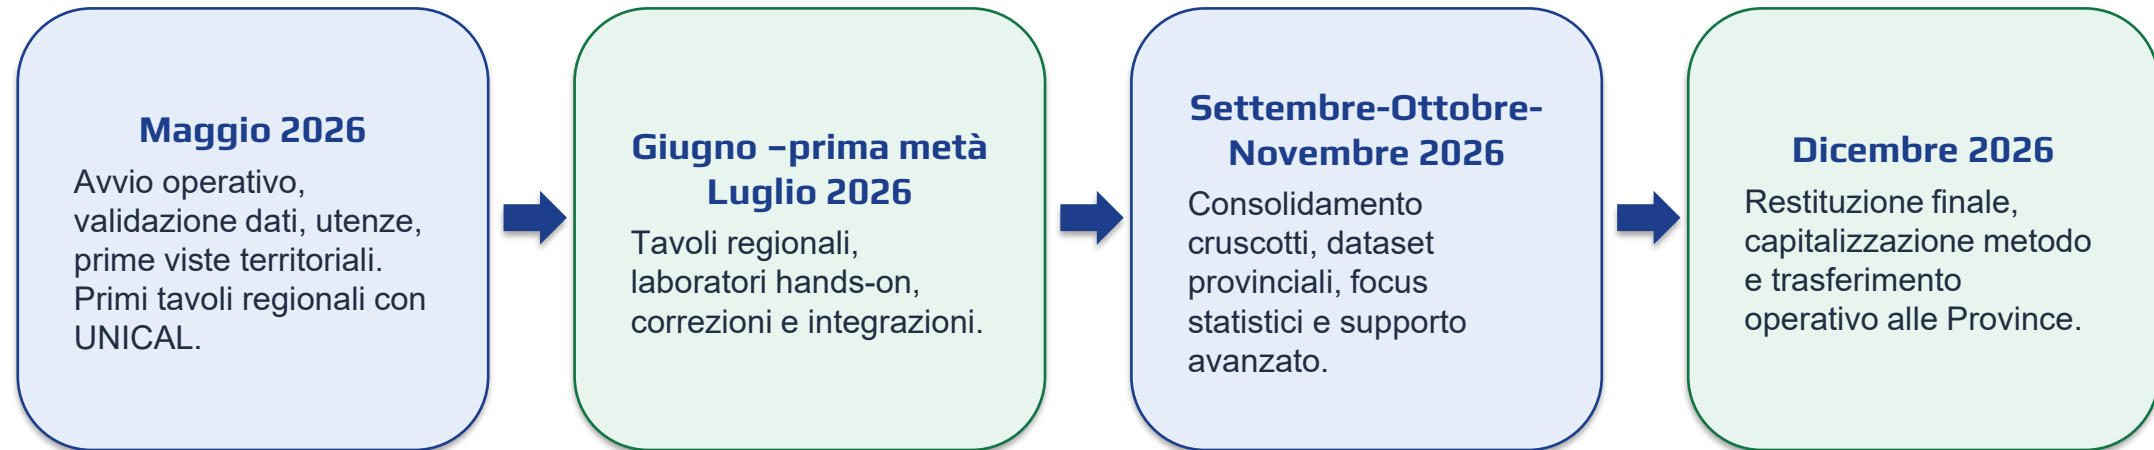 Maggio 2026
Avvio operativo,
validazione dati, utenze,
prime viste territoriali.
Primi tavoli regionali con
UNICAL.
Giugno –prima metà
Luglio 2026
Tavoli regionali,
laboratori hands-on,
correzioni e integrazioni.
Settembre-Ottobre-
Novembre 2026
Consolidamento
cruscotti, dataset
provinciali, focus
statistici e supporto
avanzato.
Dicembre 2026
Restituzione finale,
capitalizzazione metodo
e trasferimento
operativo alle Province.